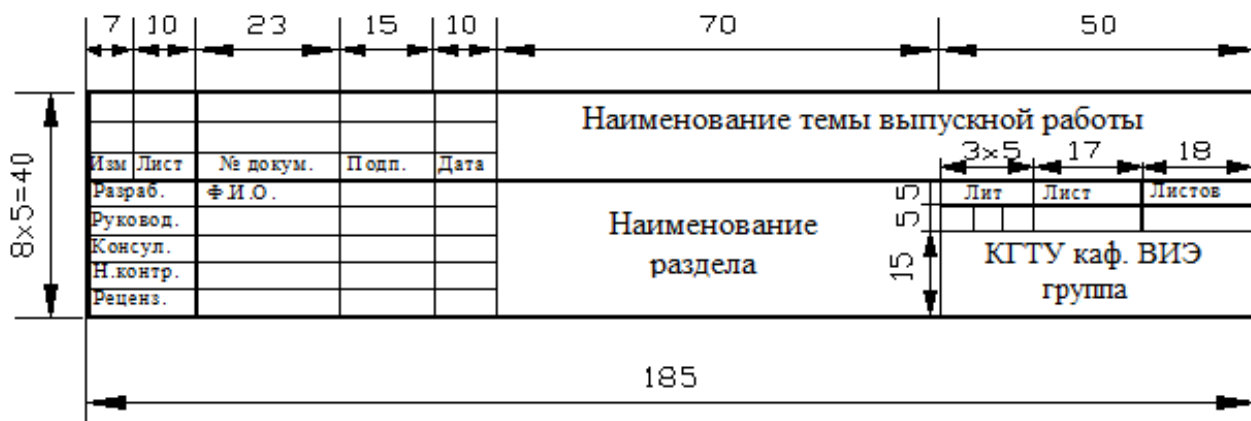 7 10 23 15 10 70 50
Наименование темы выпускной работы
3×5 17 18
8×5=40
Изм Лист № докум. Подп. Дата
Разраб. Ф.И.О.
Руковод.
Консул.
Н.контр.
Реценз.
Наименование
раздела
5
5
15
Лит Лист Листов
КГТУ каф. ВИЭ
группа
185